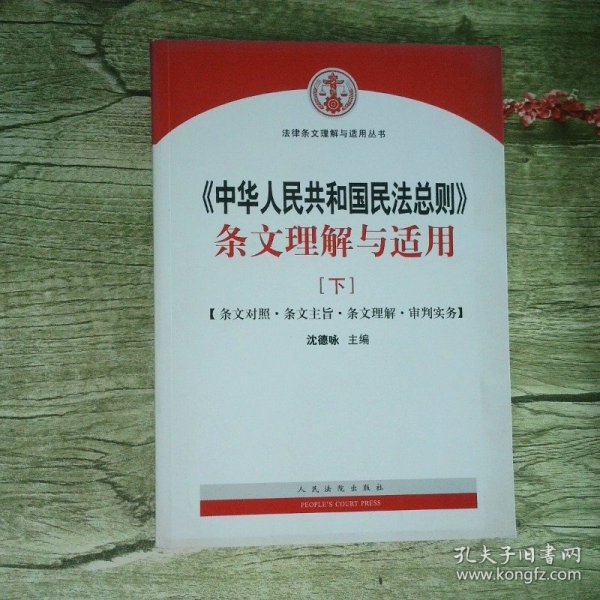 法律条文理解与适用丛书
《中华人民共和国民法总则》
条文理解与适用
[下]
【条文对照·条文主旨·条文理解·审判实务】
沈德咏 主编
人民法院出版社
PEOPLE'S COURT PRESS
孔夫子旧书网
www.kongfz.com